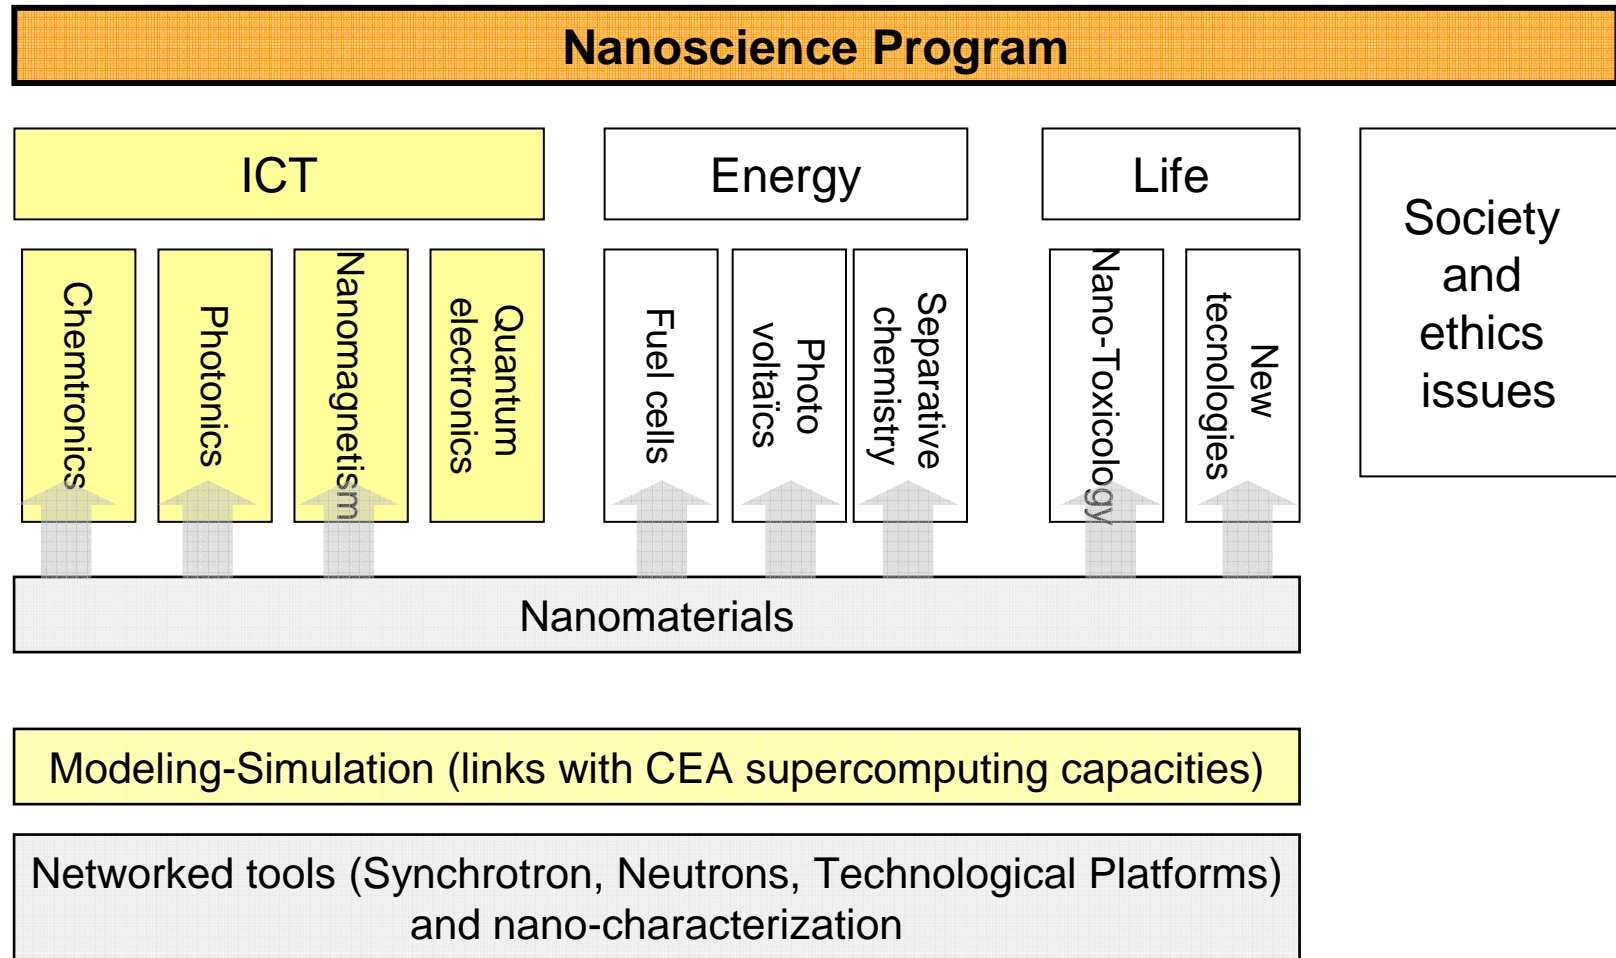 Nanoscience Program
ICT
Energy
Life
Society
and
ethics
issues
Chemtronics
Photonics
Nanomagnetism
Quantum
electronics
Fuel cells
Photo
voltaïcs
Separative
chemistry
Nano-Toxicology
New
tecnologies
Nanomaterials
Modeling-Simulation (links with CEA supercomputing capacities)
Networked tools (Synchrotron, Neutrons, Technological Platforms)
and nano-characterization